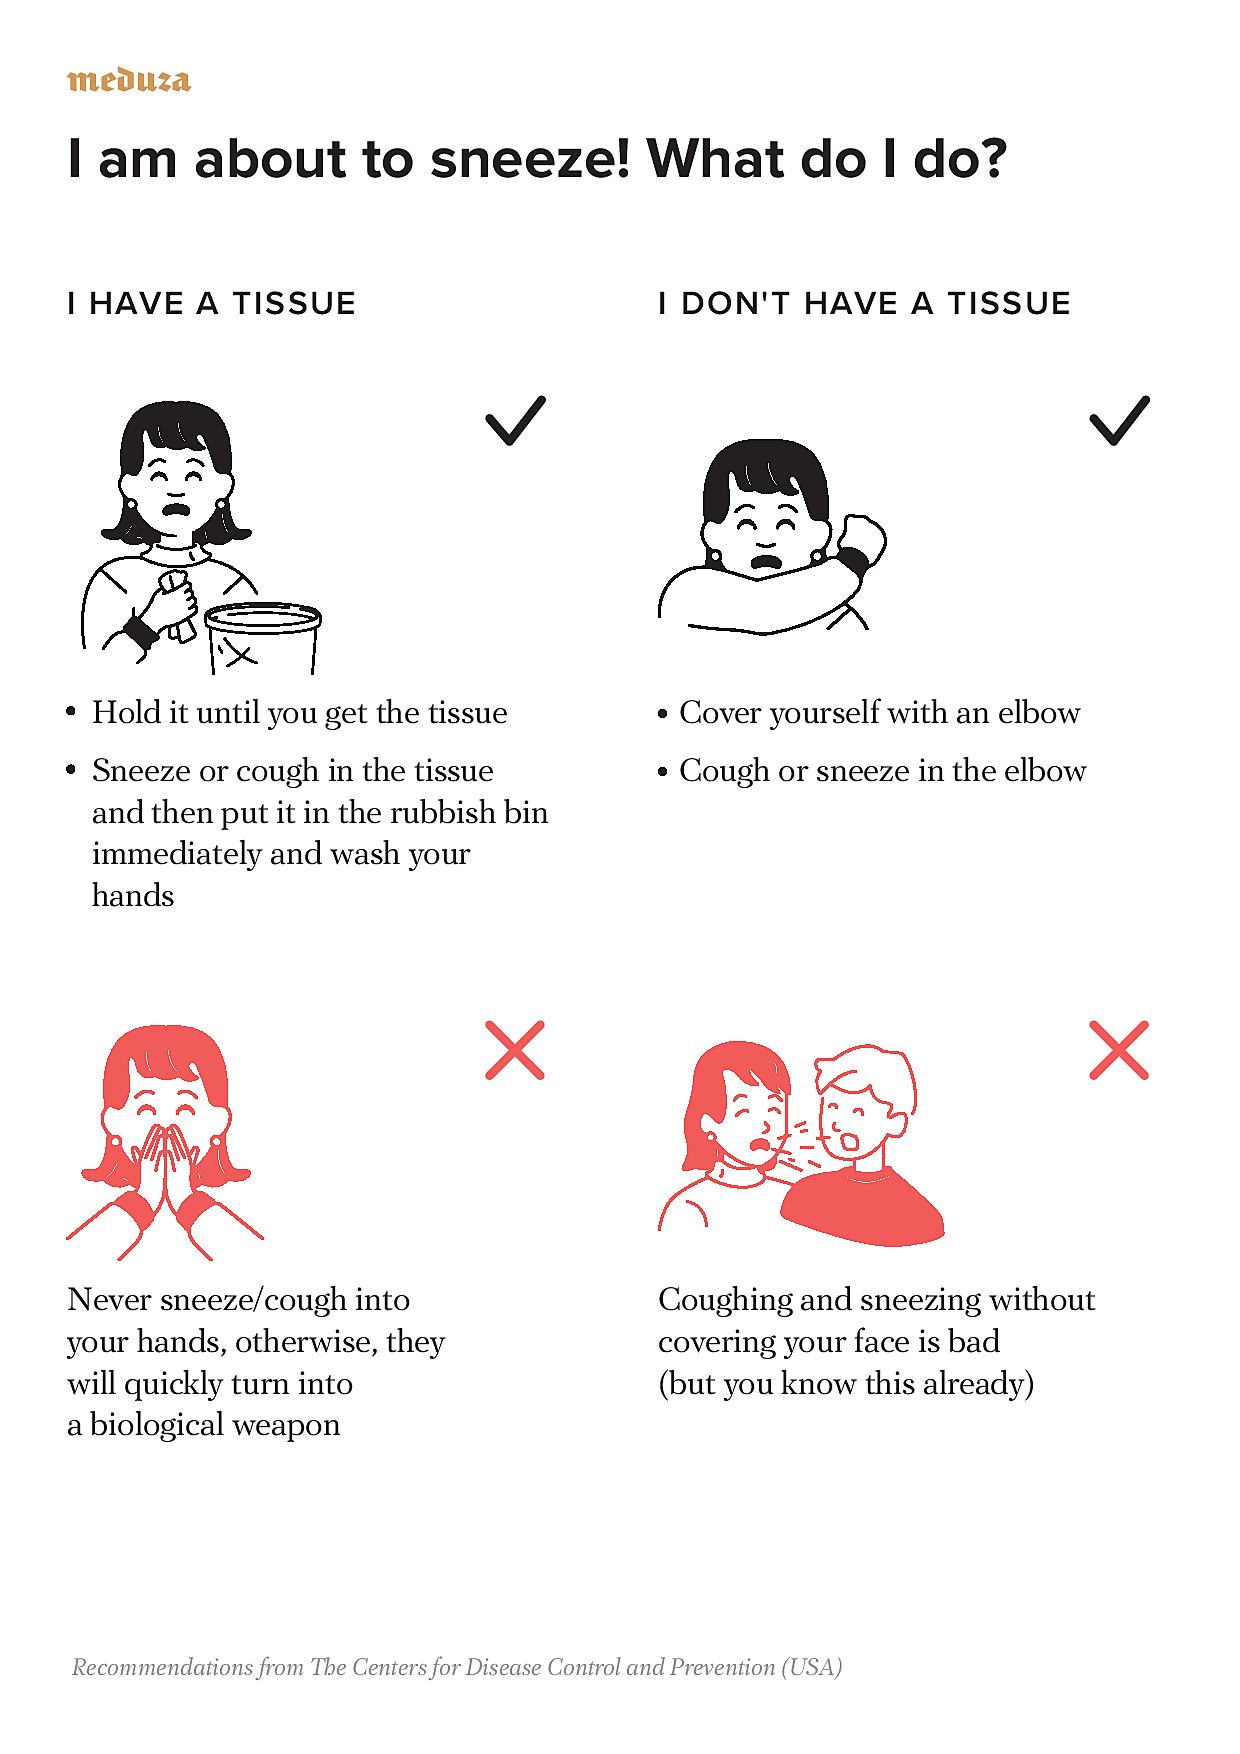 meduza
I am about to sneeze! What do I do?
I HAVE A TISSUE
• Hold it until you get the tissue
• Sneeze or cough in the tissue
and then put it in the rubbish bin
immediately and wash your
hands
I DON'T HAVE A TISSUE
• Cover yourself with an elbow
• Cough or sneeze in the elbow
Never sneeze/cough into
your hands, otherwise, they
will quickly turn into
a biological weapon
Coughing and sneezing without
covering your face is bad
(but you know this already)
Recommendations from The Centers for Disease Control and Prevention (USA)